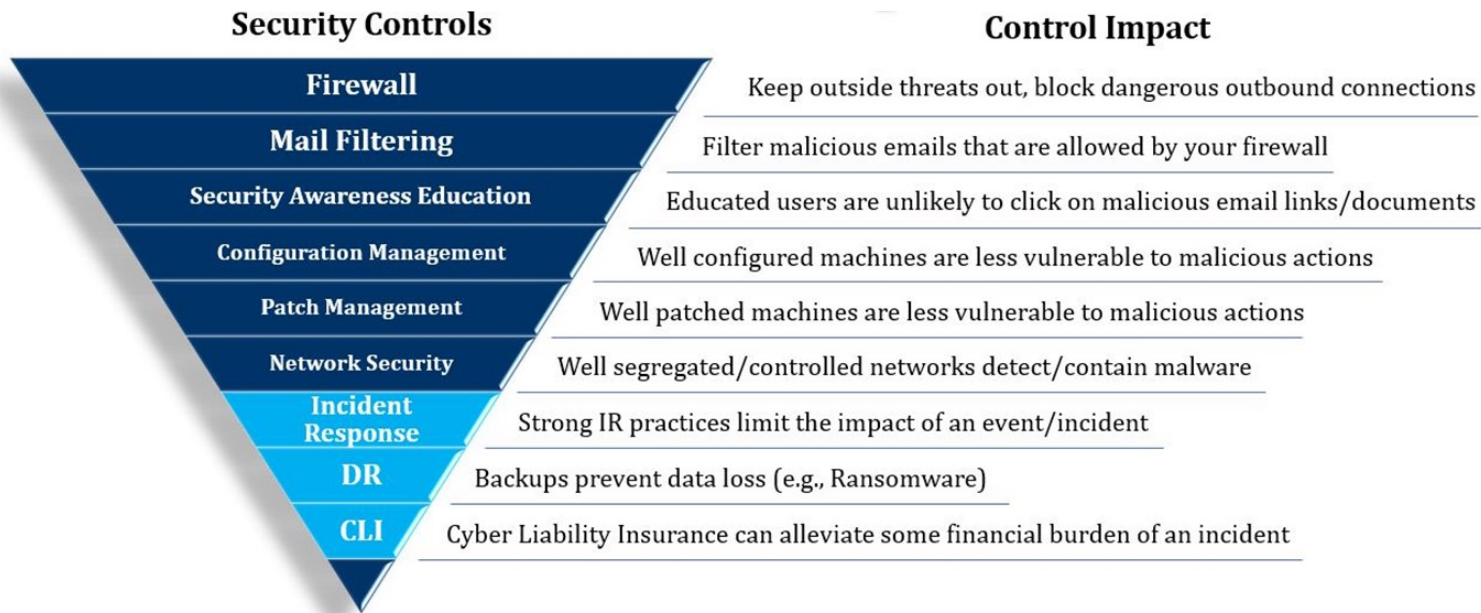 Security Controls
Control Impact
Firewall
Keep outside threats out, block dangerous outbound connections
Mail Filtering
Filter malicious emails that are allowed by your firewall
Security Awareness Education
Educated users are unlikely to click on malicious email links/documents
Configuration Management
Well configured machines are less vulnerable to malicious actions
Patch Management
Well patched machines are less vulnerable to malicious actions
Network Security
Well segregated/controlled networks detect/contain malware
Incident
Response
Strong IR practices limit the impact of an event/incident
DR
Backups prevent data loss (e.g., Ransomware)
CLI
Cyber Liability Insurance can alleviate some financial burden of an incident